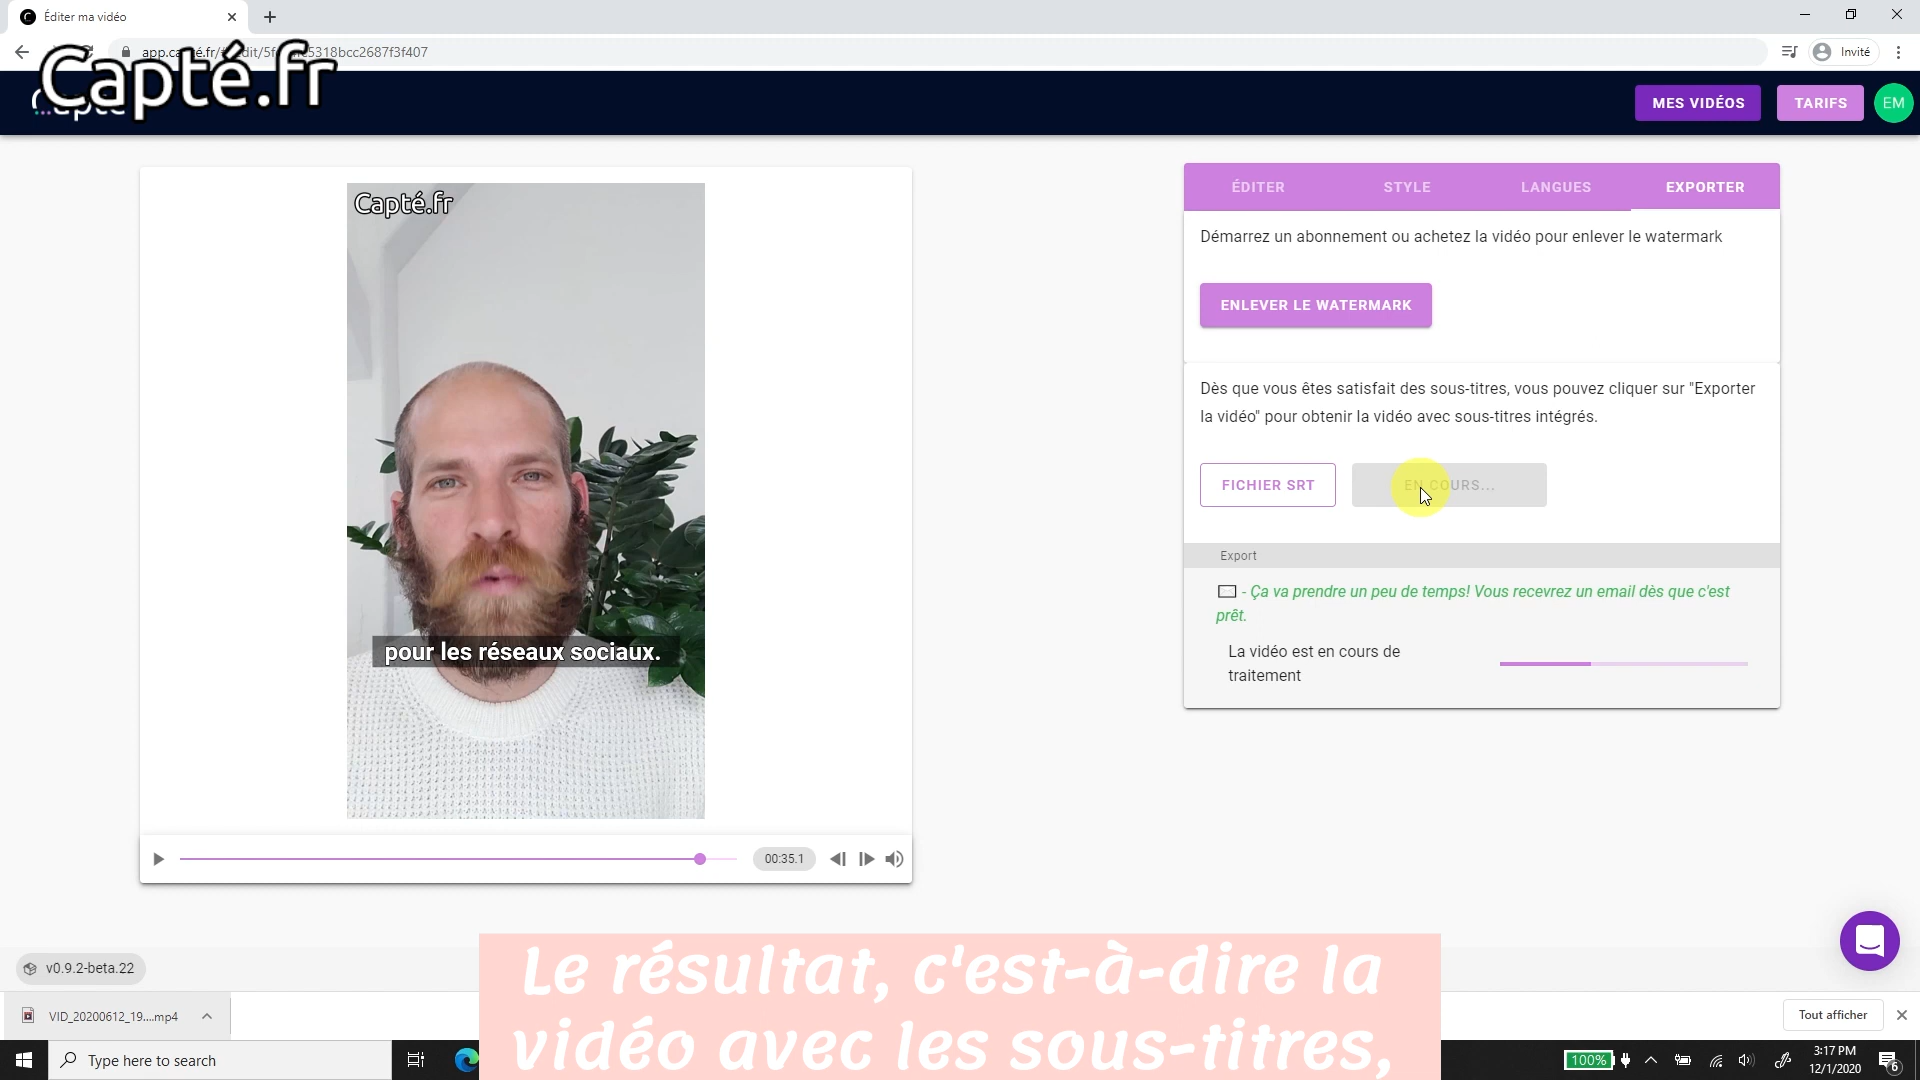 Éditer ma vidéo
Capté.fr
5318bcc2687f3f407
Invité
MES VIDÉOS
TARIFS
EM
Capté.fr
pour les réseaux sociaux.
00:35.1
ÉDITER
STYLE
LANGUES
EXPORTER
Démarrez un abonnement ou achetez la vidéo pour enlever le watermark
ENLEVER LE WATERMARK
Dès que vous êtes satisfait des sous-titres, vous pouvez cliquer sur "Exporter
la vidéo" pour obtenir la vidéo avec sous-titres intégrés.
FICHIER SRT
EN COURS...
Export
- Ça va prendre un peu de temps! Vous recevrez un email dès que c'est
prêt.
La vidéo est en cours de
traitement
v0.9.2-beta.22
Le résultat, c'est-à-dire la
vidéo avec les sous-titres,
VID_20200612_19....mp4
Tout afficher
Type here to search
100%
3:17 PM
12/1/2020
6